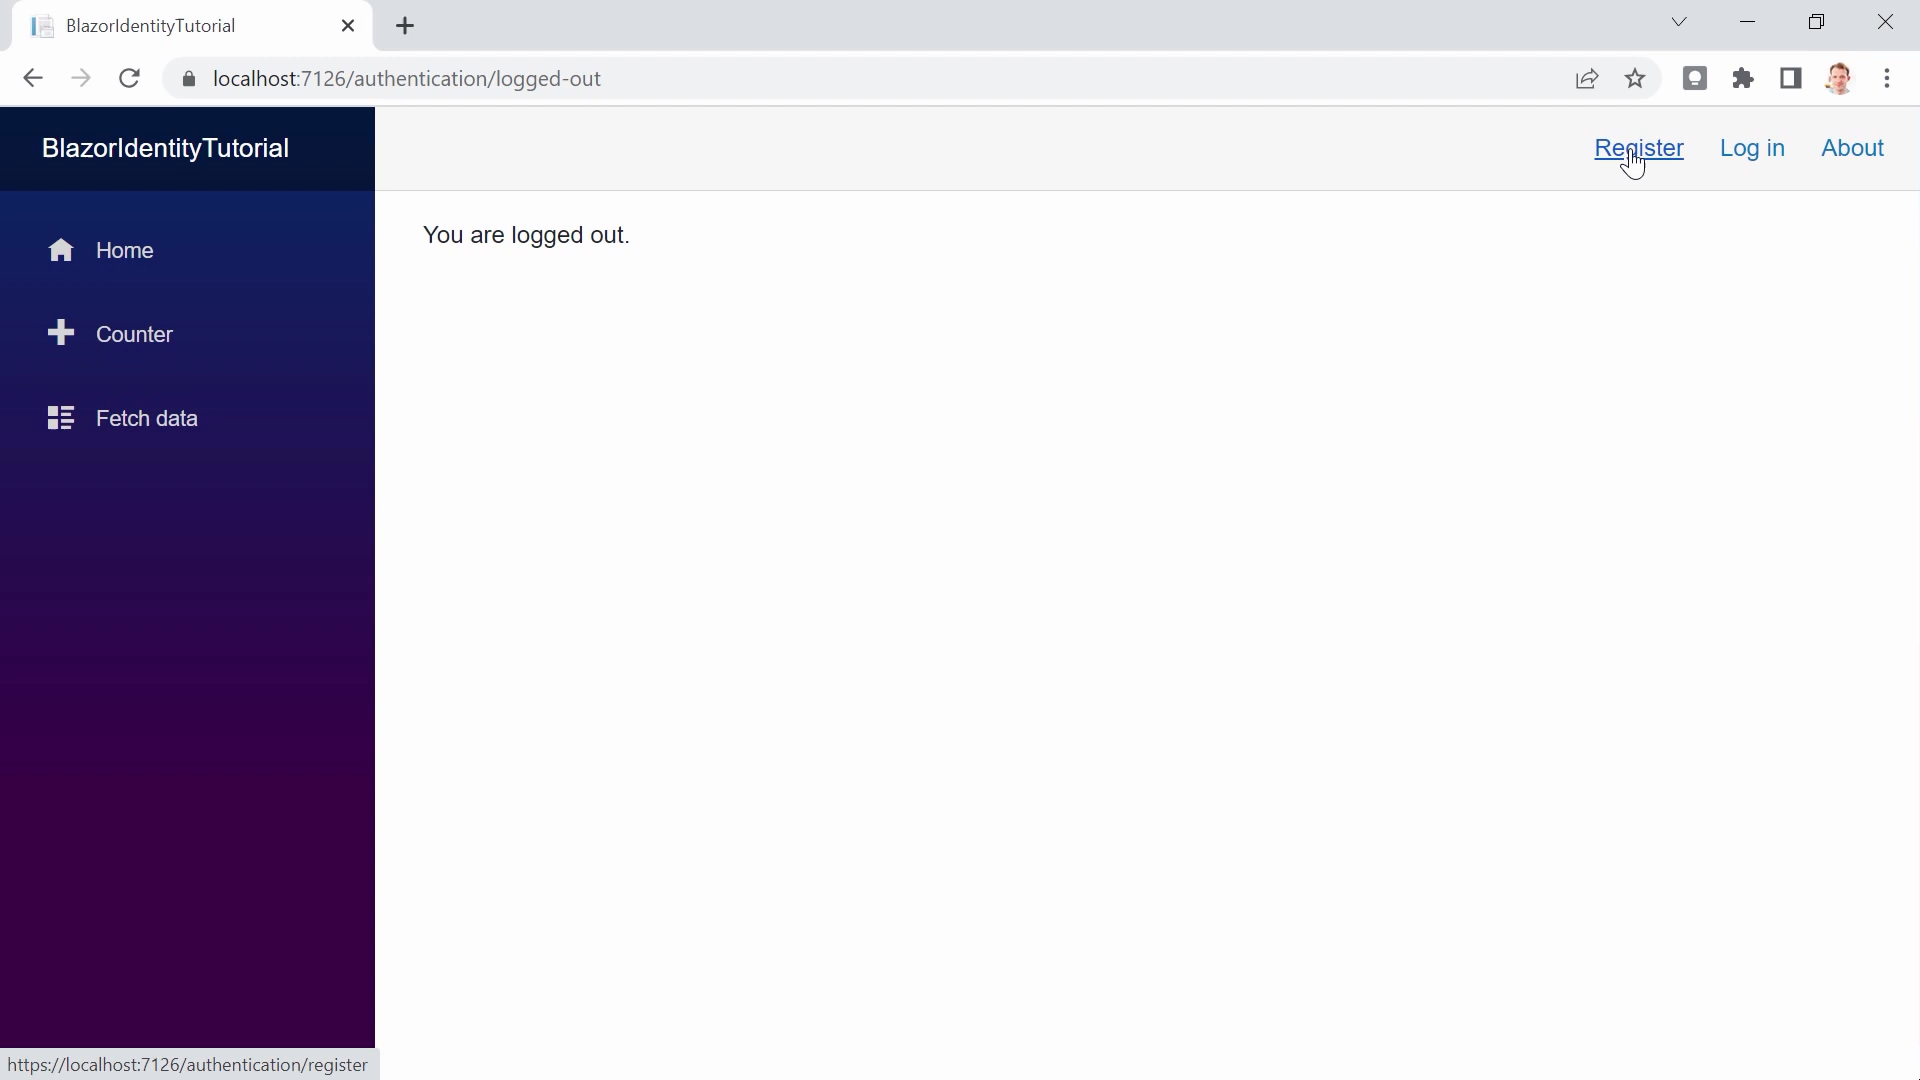 BlazorIdentityTutorial
localhost:7126/authentication/logged-out
BlazorIdentityTutorial
Register Log in About
You are logged out.
Home
Counter
Fetch data
https://localhost:7126/authentication/register